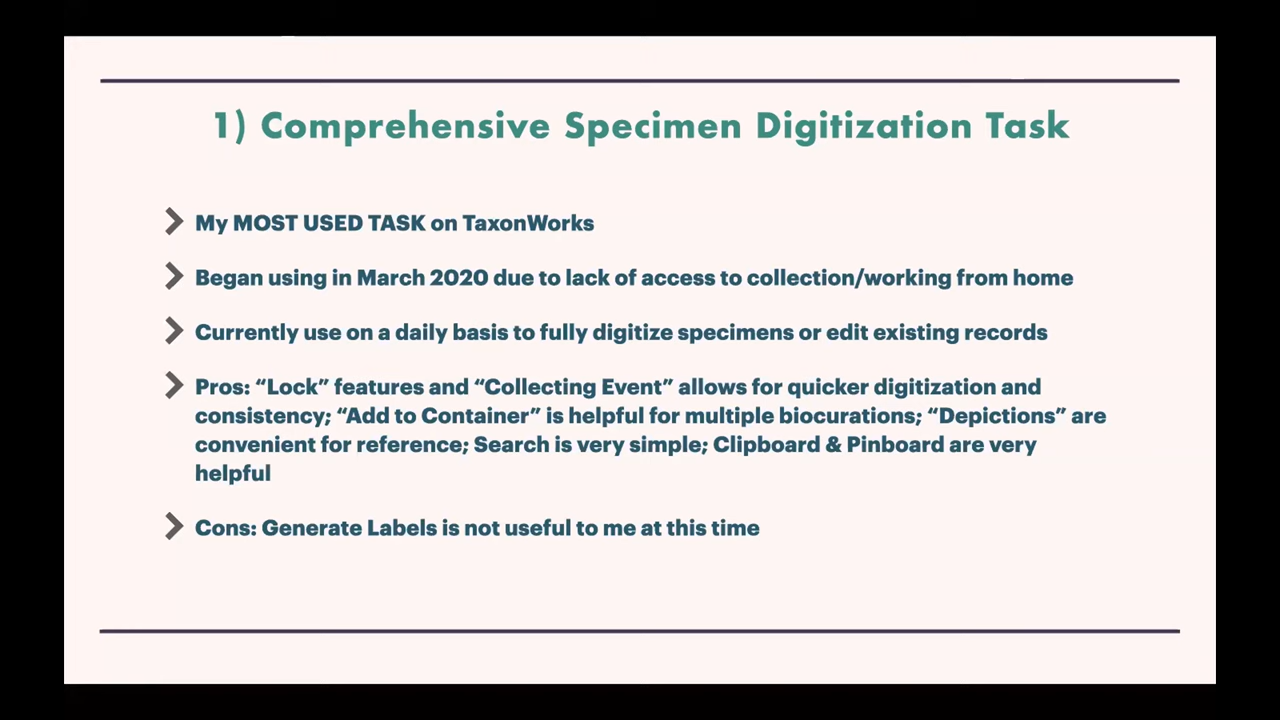 1) Comprehensive Specimen Digitization Task
My MOST USED TASK on TaxonWorks
Began using in March 2020 due to lack of access to collection/working from home
Currently use on a daily basis to fully digitize specimens or edit existing records
Pros: “Lock” features and “Collecting Event” allows for quicker digitization and
consistency; “Add to Container” is helpful for multiple biocurations; “Depictions” are
convenient for reference; Search is very simple; Clipboard & Pinboard are very
helpful
Cons: Generate Labels is not useful to me at this time